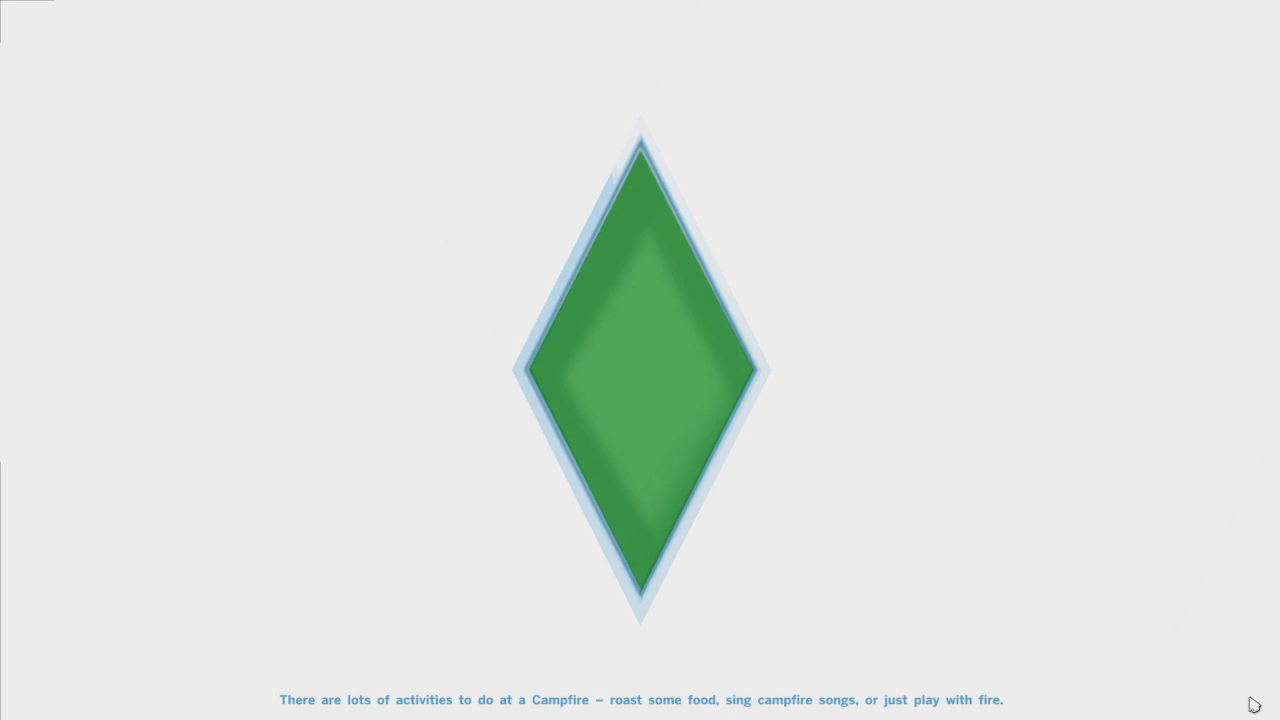 There are lots of activities to do at a Campfire – roast some food, sing campfire songs, or just play with fire.